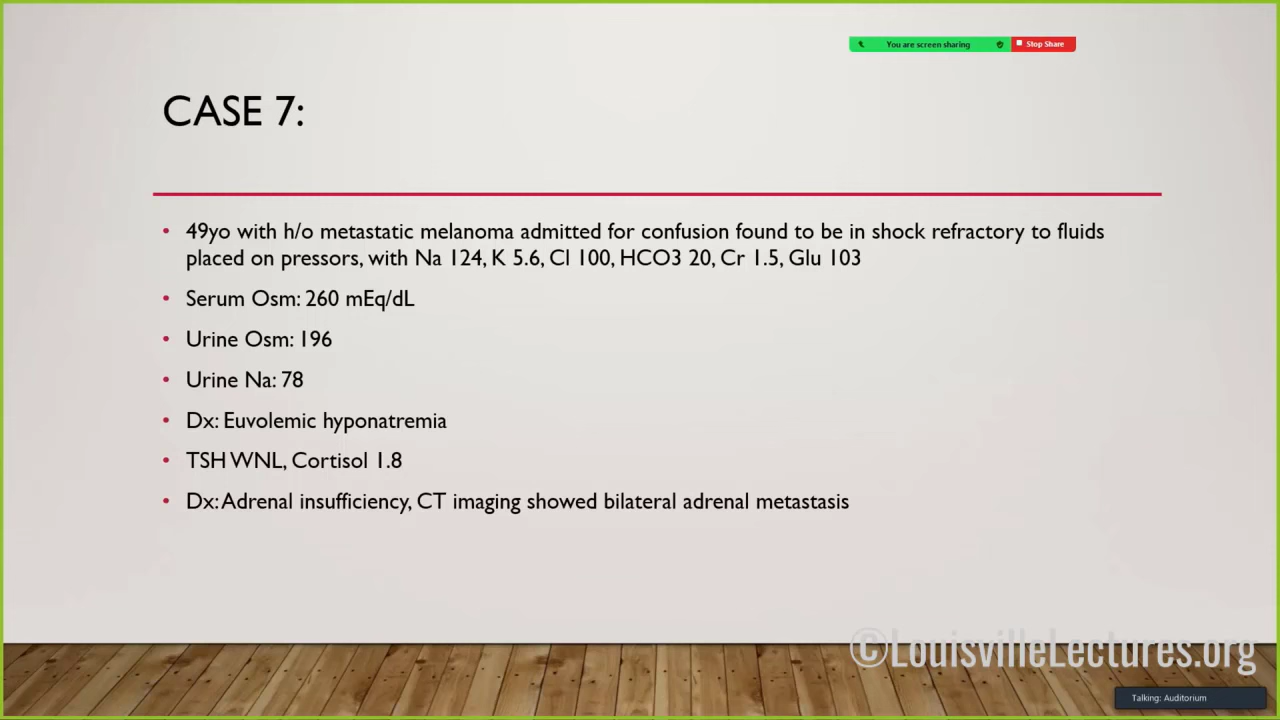 You are screen sharing
Stop Share
CASE 7:
• 49yo with h/o metastatic melanoma admitted for confusion found to be in shock refractory to fluids
placed on pressors, with Na 124, K 5.6, Cl 100, HCO3 20, Cr 1.5, Glu 103
• Serum Osm: 260 mEq/dL
• Urine Osm: 196
• Urine Na: 78
• Dx: Euvolemic hyponatremia
• TSH WNL, Cortisol 1.8
• Dx: Adrenal insufficiency, CT imaging showed bilateral adrenal metastasis
©LouisvilleLectures.org
Talking: Auditorium